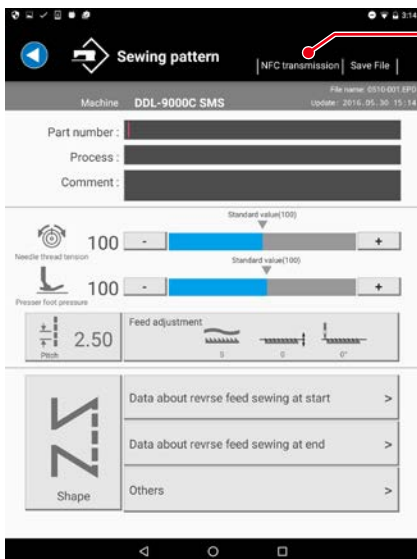 3:14
Sewing pattern
NFC transmission
Save File
File name: 0510-001.EPD
Machine DDL-9000C SMS
Update: 2016.05.30 15:14
Part number :
Process :
Comment :
Standard value(100)
100 - +
Needle thread tension
Standard value(100)
100 - +
Presser foot pressure
2.50
Pitch
Feed adjustment
S 0 0°
Data about revrse feed sewing at start >
Data about revrse feed sewing at end >
Others >
Shape